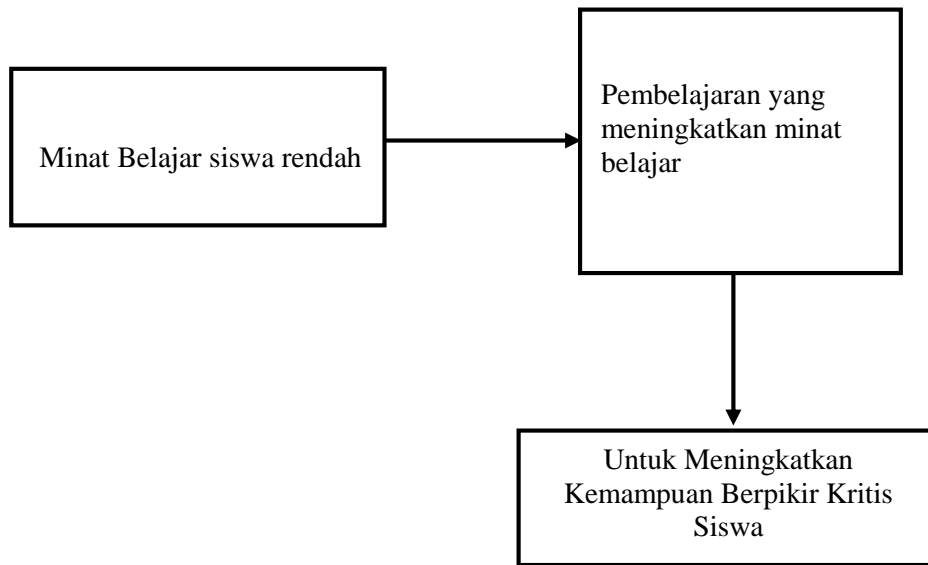 Minat Belajar siswa rendah
Pembelajaran yang
meningkatkan minat
belajar
Untuk Meningkatkan
Kemampuan Berpikir Kritis
Siswa